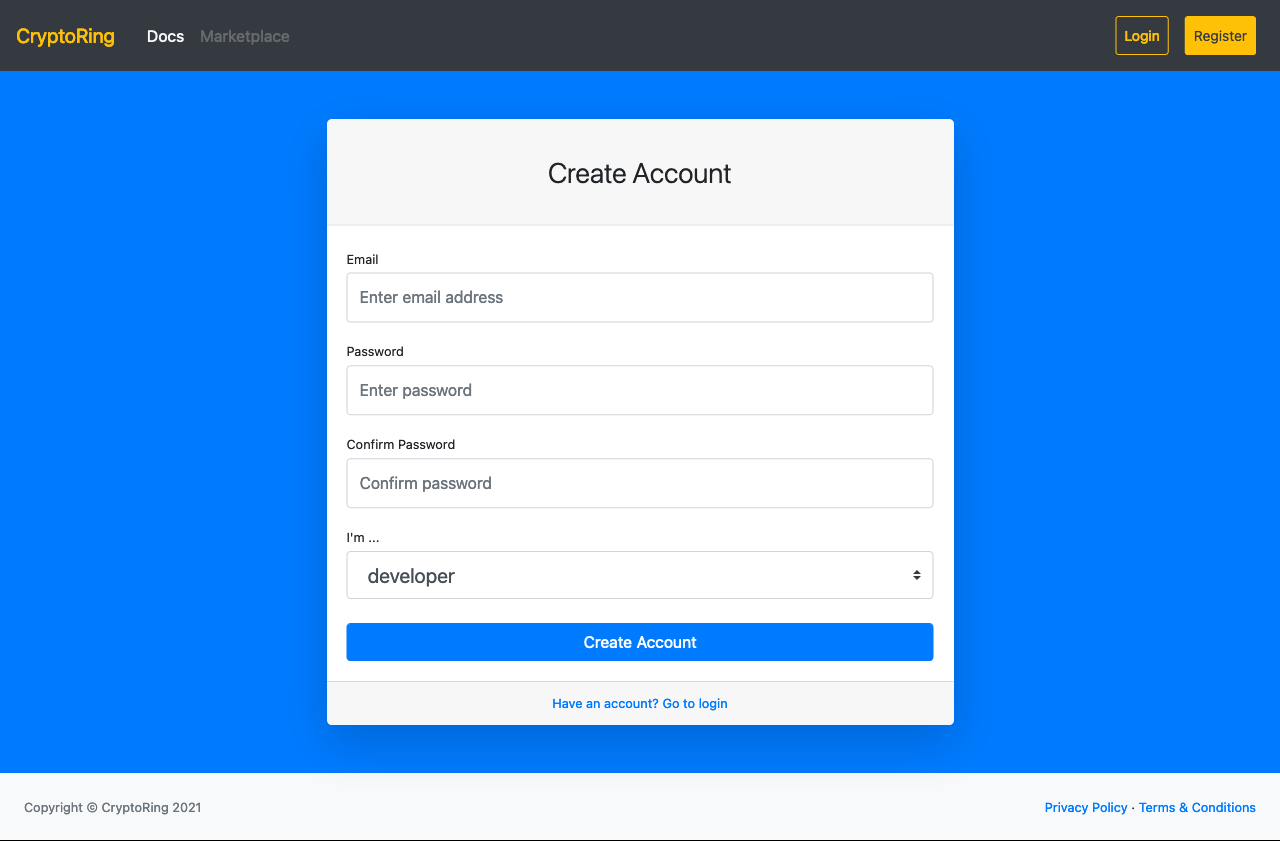 CryptoRing Docs Marketplace Login Register
Create Account
Email
Enter email address
Password
Enter password
Confirm Password
Confirm password
I'm ...
developer
Create Account
Have an account? Go to login
Copyright © CryptoRing 2021 Privacy Policy · Terms & Conditions